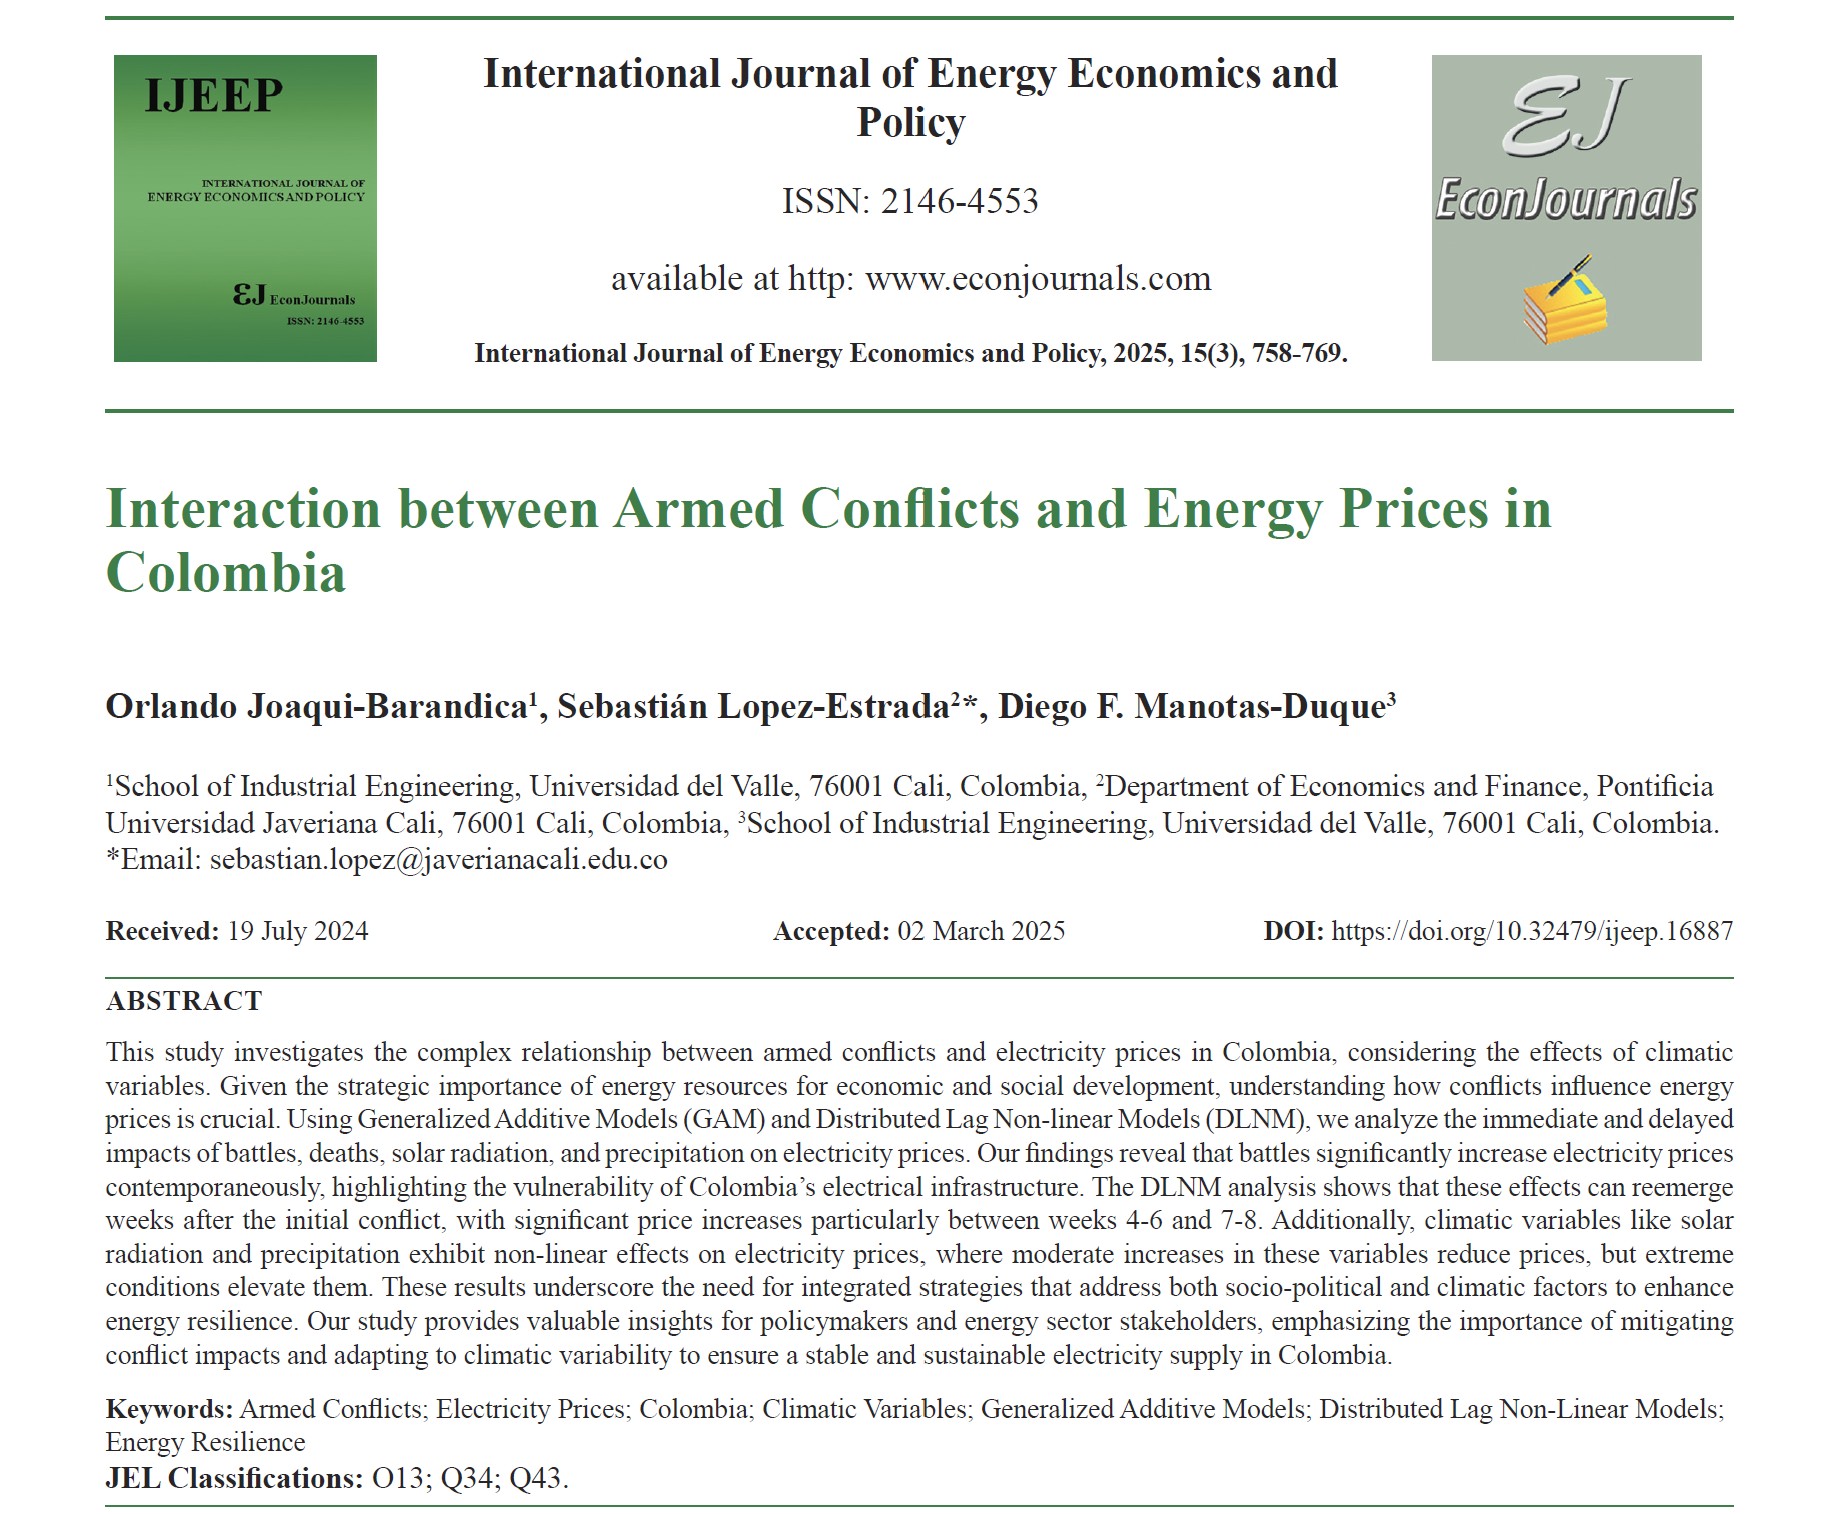 IJEEP
INTERNATIONAL JOURNAL OF
ENERGY ECONOMICS AND POLICY
EJ EconJournals
ISSN: 2146-4553
International Journal of Energy Economics and
Policy
ISSN: 2146-4553
available at http: www.econjournals.com
International Journal of Energy Economics and Policy, 2025, 15(3), 758-769.
EJ
EconJournals
Interaction between Armed Conflicts and Energy Prices in
Colombia
Orlando Joaqui-Barandica¹, Sebastián Lopez-Estrada²*, Diego F. Manotas-Duque³
¹School of Industrial Engineering, Universidad del Valle, 76001 Cali, Colombia, ²Department of Economics and Finance, Pontificia
Universidad Javeriana Cali, 76001 Cali, Colombia, ³School of Industrial Engineering, Universidad del Valle, 76001 Cali, Colombia.
*Email: sebastian.lopez@javerianacali.edu.co
Received: 19 July 2024 Accepted: 02 March 2025 DOI: https://doi.org/10.32479/ijeep.16887
ABSTRACT
This study investigates the complex relationship between armed conflicts and electricity prices in Colombia, considering the effects of climatic
variables. Given the strategic importance of energy resources for economic and social development, understanding how conflicts influence energy
prices is crucial. Using Generalized Additive Models (GAM) and Distributed Lag Non-linear Models (DLNM), we analyze the immediate and delayed
impacts of battles, deaths, solar radiation, and precipitation on electricity prices. Our findings reveal that battles significantly increase electricity prices
contemporaneously, highlighting the vulnerability of Colombia’s electrical infrastructure. The DLNM analysis shows that these effects can reemerge
weeks after the initial conflict, with significant price increases particularly between weeks 4-6 and 7-8. Additionally, climatic variables like solar
radiation and precipitation exhibit non-linear effects on electricity prices, where moderate increases in these variables reduce prices, but extreme
conditions elevate them. These results underscore the need for integrated strategies that address both socio-political and climatic factors to enhance
energy resilience. Our study provides valuable insights for policymakers and energy sector stakeholders, emphasizing the importance of mitigating
conflict impacts and adapting to climatic variability to ensure a stable and sustainable electricity supply in Colombia.
Keywords: Armed Conflicts; Electricity Prices; Colombia; Climatic Variables; Generalized Additive Models; Distributed Lag Non-Linear Models;
Energy Resilience
JEL Classifications: O13; Q34; Q43.